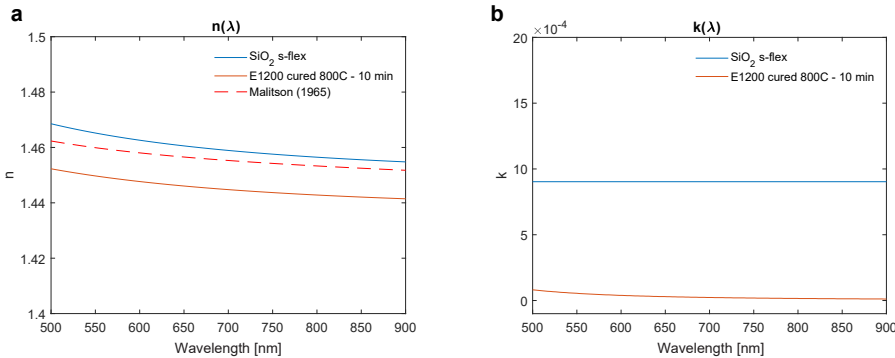 a
n(λ)
1.5
1.48
1.46
1.44
1.42
1.4
n
SiO2 s-flex
E1200 cured 800C - 10 min
Malitson (1965)
500 550 600 650 700 750 800 850 900
Wavelength [nm]
b
k(λ)
20 ×10-4
15
10
5
0
k
SiO2 s-flex
E1200 cured 800C - 10 min
500 550 600 650 700 750 800 850 900
Wavelength [nm]